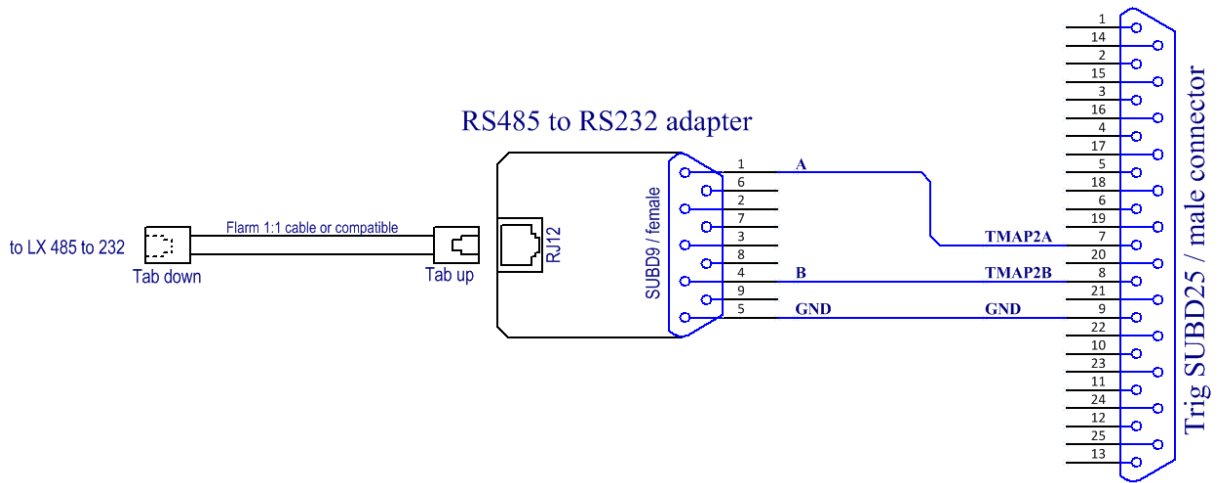 RS485 to RS232 adapter
to LX 485 to 232
Tab down
Flarm 1:1 cable or compatible
Tab up
RJ12
SUBD9 / female
1
6
2
7
3
8
4
9
5
A
B
GND
TMAP2A
TMAP2B
GND
1
14
2
15
3
16
4
17
5
18
6
19
7
20
8
21
9
22
10
23
11
24
12
25
13
Trig SUBD25 / male connector